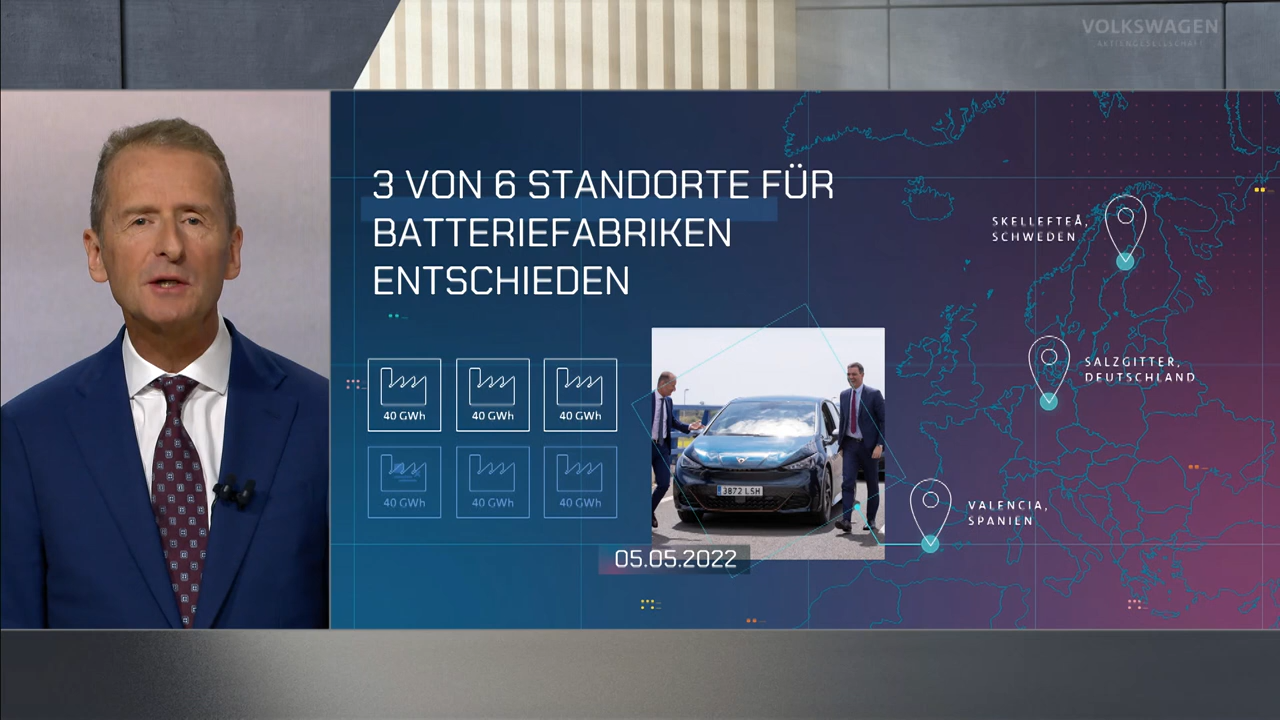 VOLKSWAGEN
AKTIENGESELLSCHAFT
3 VON 6 STANDORTE FÜR
BATTERIEFABRIKEN
ENTSCHIEDEN
SKELLEFTEÅ,
SCHWEDEN
SALZGITTER,
DEUTSCHLAND
40 GWh
40 GWh
40 GWh
40 GWh
40 GWh
40 GWh
3872 LSH
VALENCIA,
SPANIEN
05.05.2022